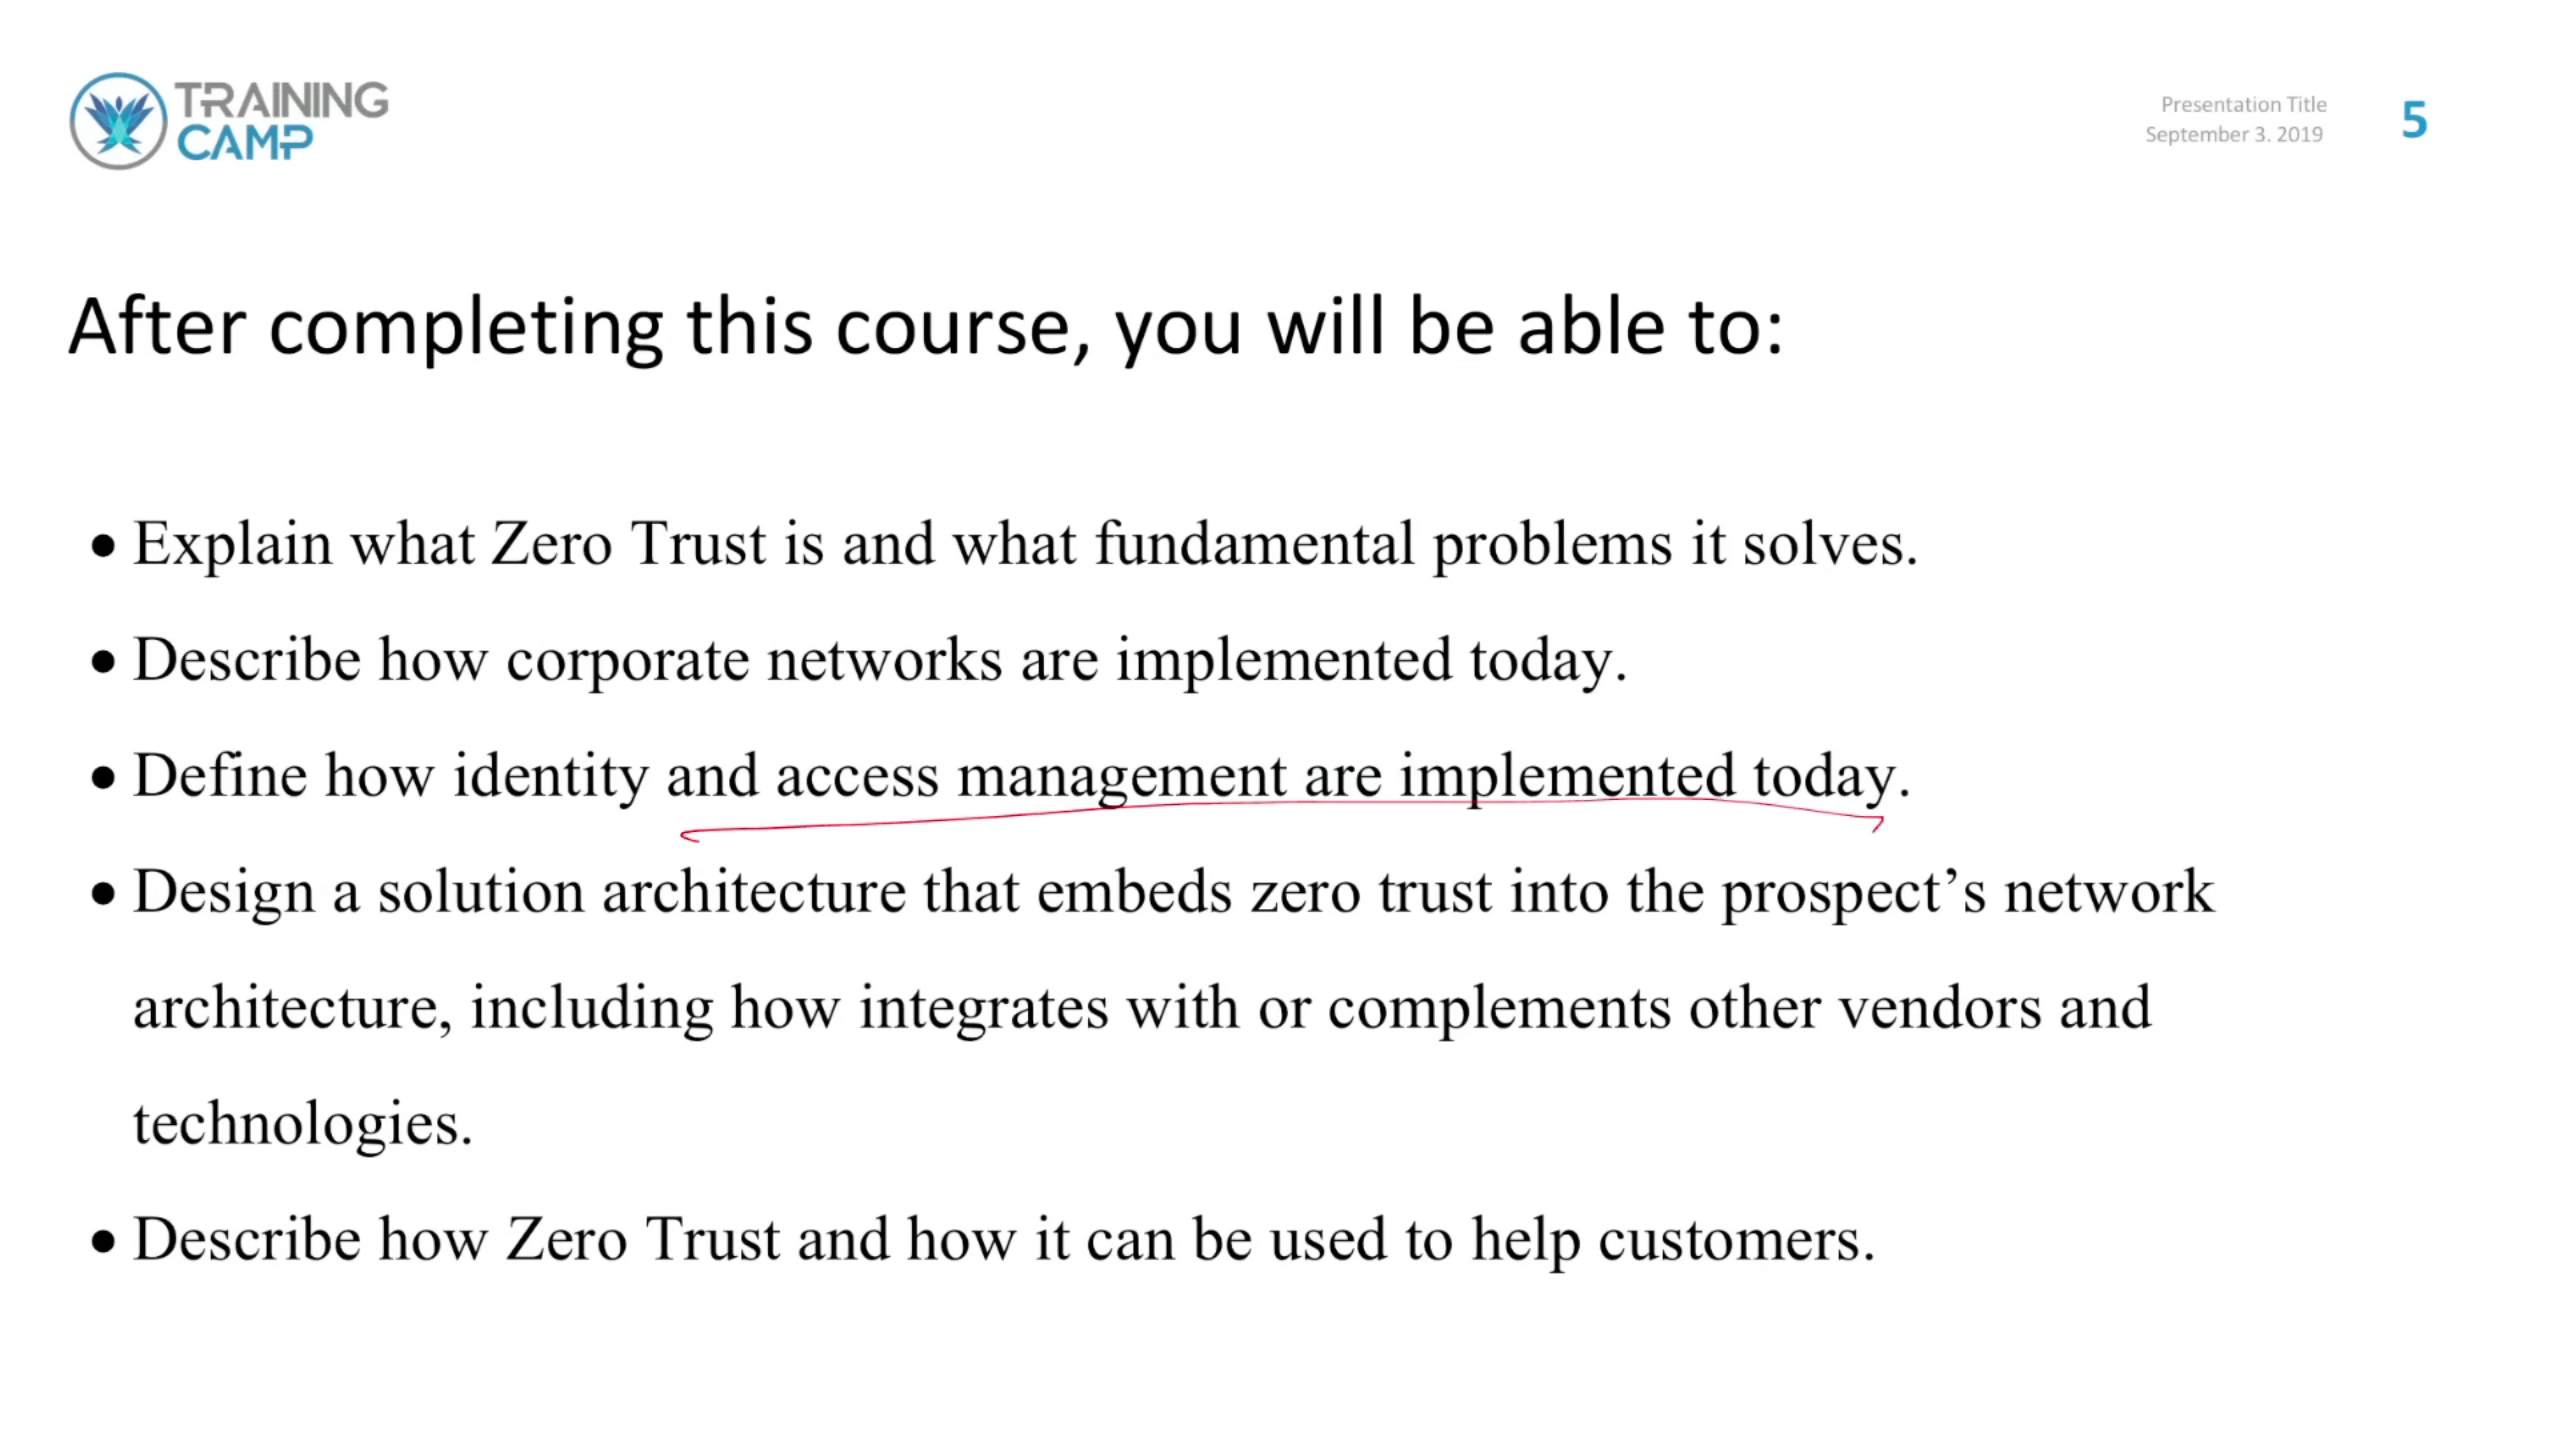 TRAINING
CAMP
Presentation Title
September 3. 2019
5
After completing this course, you will be able to:
• Explain what Zero Trust is and what fundamental problems it solves.
• Describe how corporate networks are implemented today.
• Define how identity and access management are implemented today.
• Design a solution architecture that embeds zero trust into the prospect’s network
architecture, including how integrates with or complements other vendors and
technologies.
• Describe how Zero Trust and how it can be used to help customers.